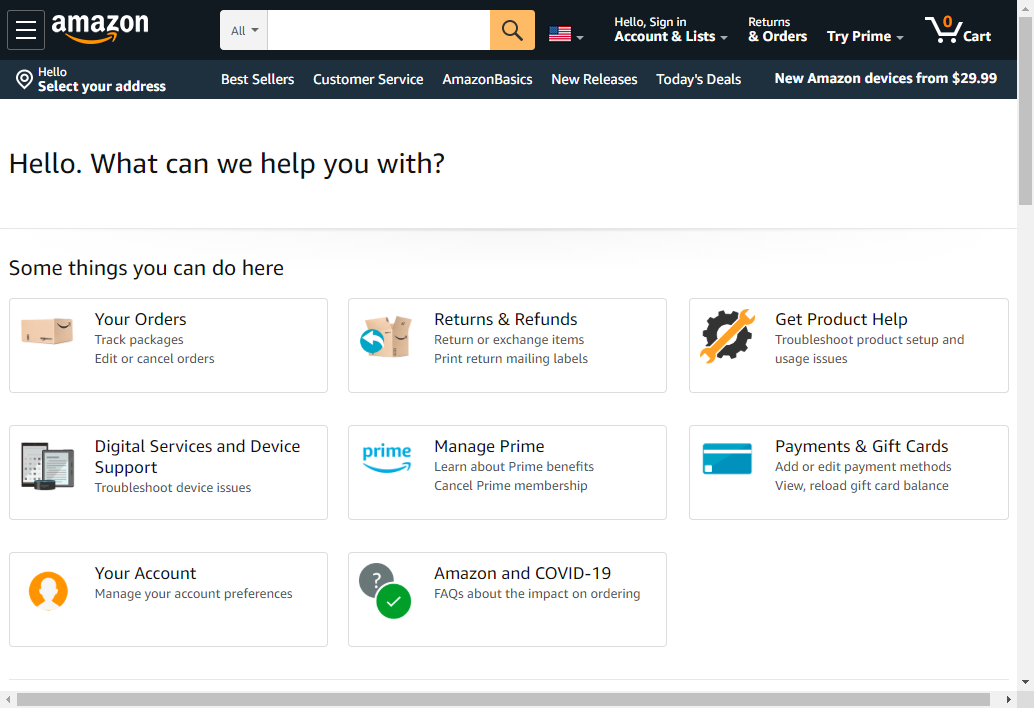 amazon
All
Hello, Sign in
Account & Lists
Returns
& Orders
Try Prime
0
Cart
Hello
Select your address
Best Sellers
Customer Service
AmazonBasics
New Releases
Today's Deals
New Amazon devices from $29.99
Hello. What can we help you with?
Some things you can do here
Your Orders
Track packages
Edit or cancel orders
Returns & Refunds
Return or exchange items
Print return mailing labels
Get Product Help
Troubleshoot product setup and
usage issues
Digital Services and Device
Support
Troubleshoot device issues
prime
Manage Prime
Learn about Prime benefits
Cancel Prime membership
Payments & Gift Cards
Add or edit payment methods
View, reload gift card balance
Your Account
Manage your account preferences
?
Amazon and COVID-19
FAQs about the impact on ordering